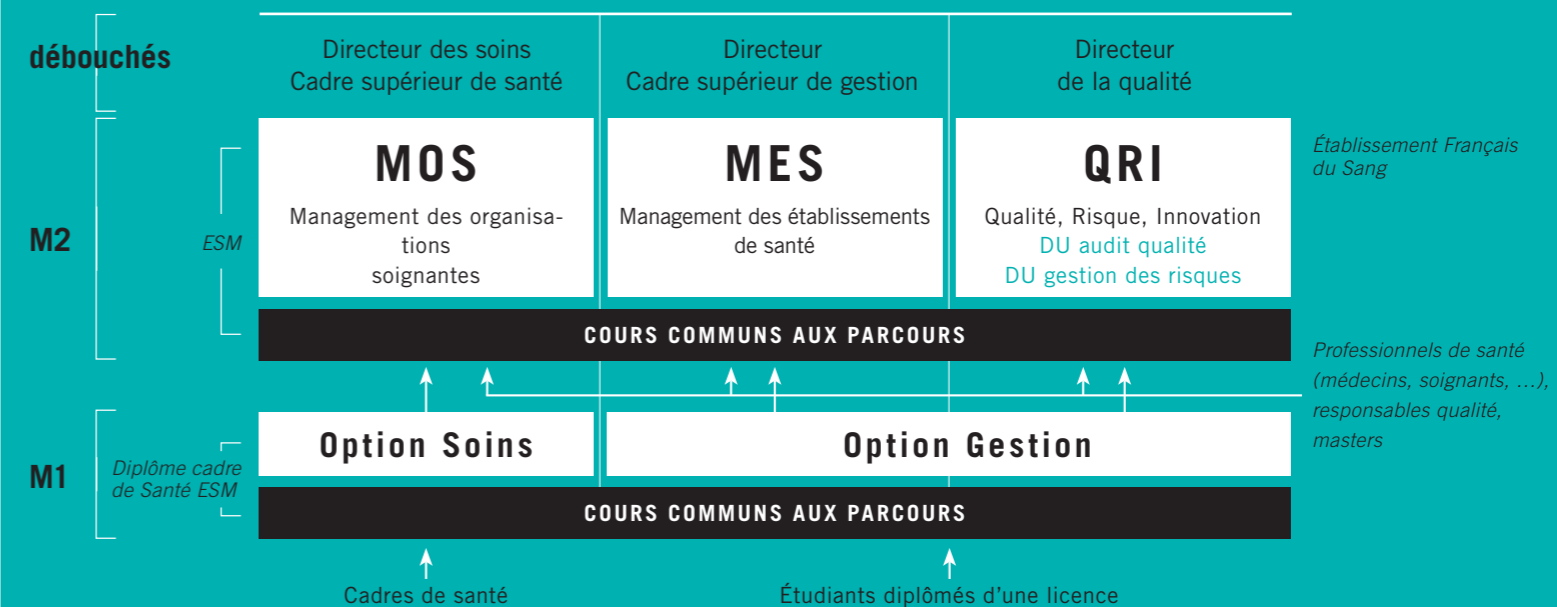 débouchés
Directeur des soins
Cadre supérieur de santé
Directeur
Cadre supérieur de gestion
Directeur
de la qualité
M2
ESM
MOS
Management des organisa-
tions
soignantes
MES
Management des établissements
de santé
QRI
Qualité, Risque, Innovation
DU audit qualité
DU gestion des risques
Établissement Français
du Sang
COURS COMMUNS AUX PARCOURS
Professionnels de santé
(médecins, soignants, ...),
responsables qualité,
masters
M1
Diplôme cadre
de Santé ESM
Option Soins
Option Gestion
COURS COMMUNS AUX PARCOURS
Cadres de santé
Étudiants diplômés d’une licence